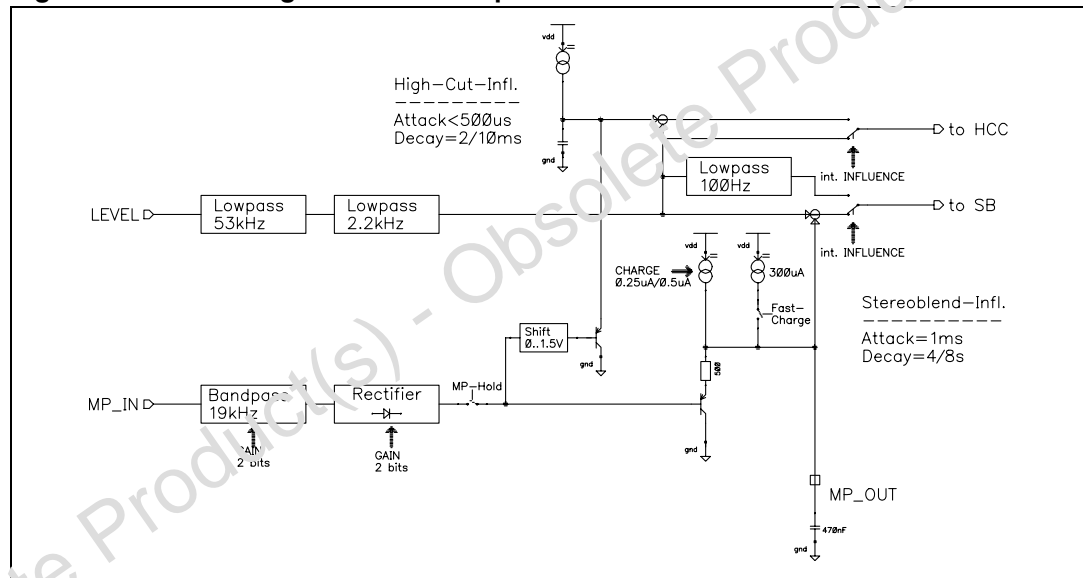 vdd
High-Cut-Infl.
Attack<500us
Decay=2/10ms
gnd
to HCC
int. INFLUENCE
Lowpass
100Hz
LEVEL
Lowpass
53kHz
Lowpass
2.2kHz
to SB
int. INFLUENCE
vdd
vdd
CHARGE
0.25uA/0.5uA
300uA
Fast-
Charge
Stereoblend-Infl.
Attack=1ms
Decay=4/8s
Shift
0..1.5V
gnd
500
MP_IN
Bandpass
19kHz
Rectifier
MP-Hold
GAIN
2 bits
GAIN
2 bits
gnd
MP_OUT
470nF
gnd
Product(s) - Obsolete Product